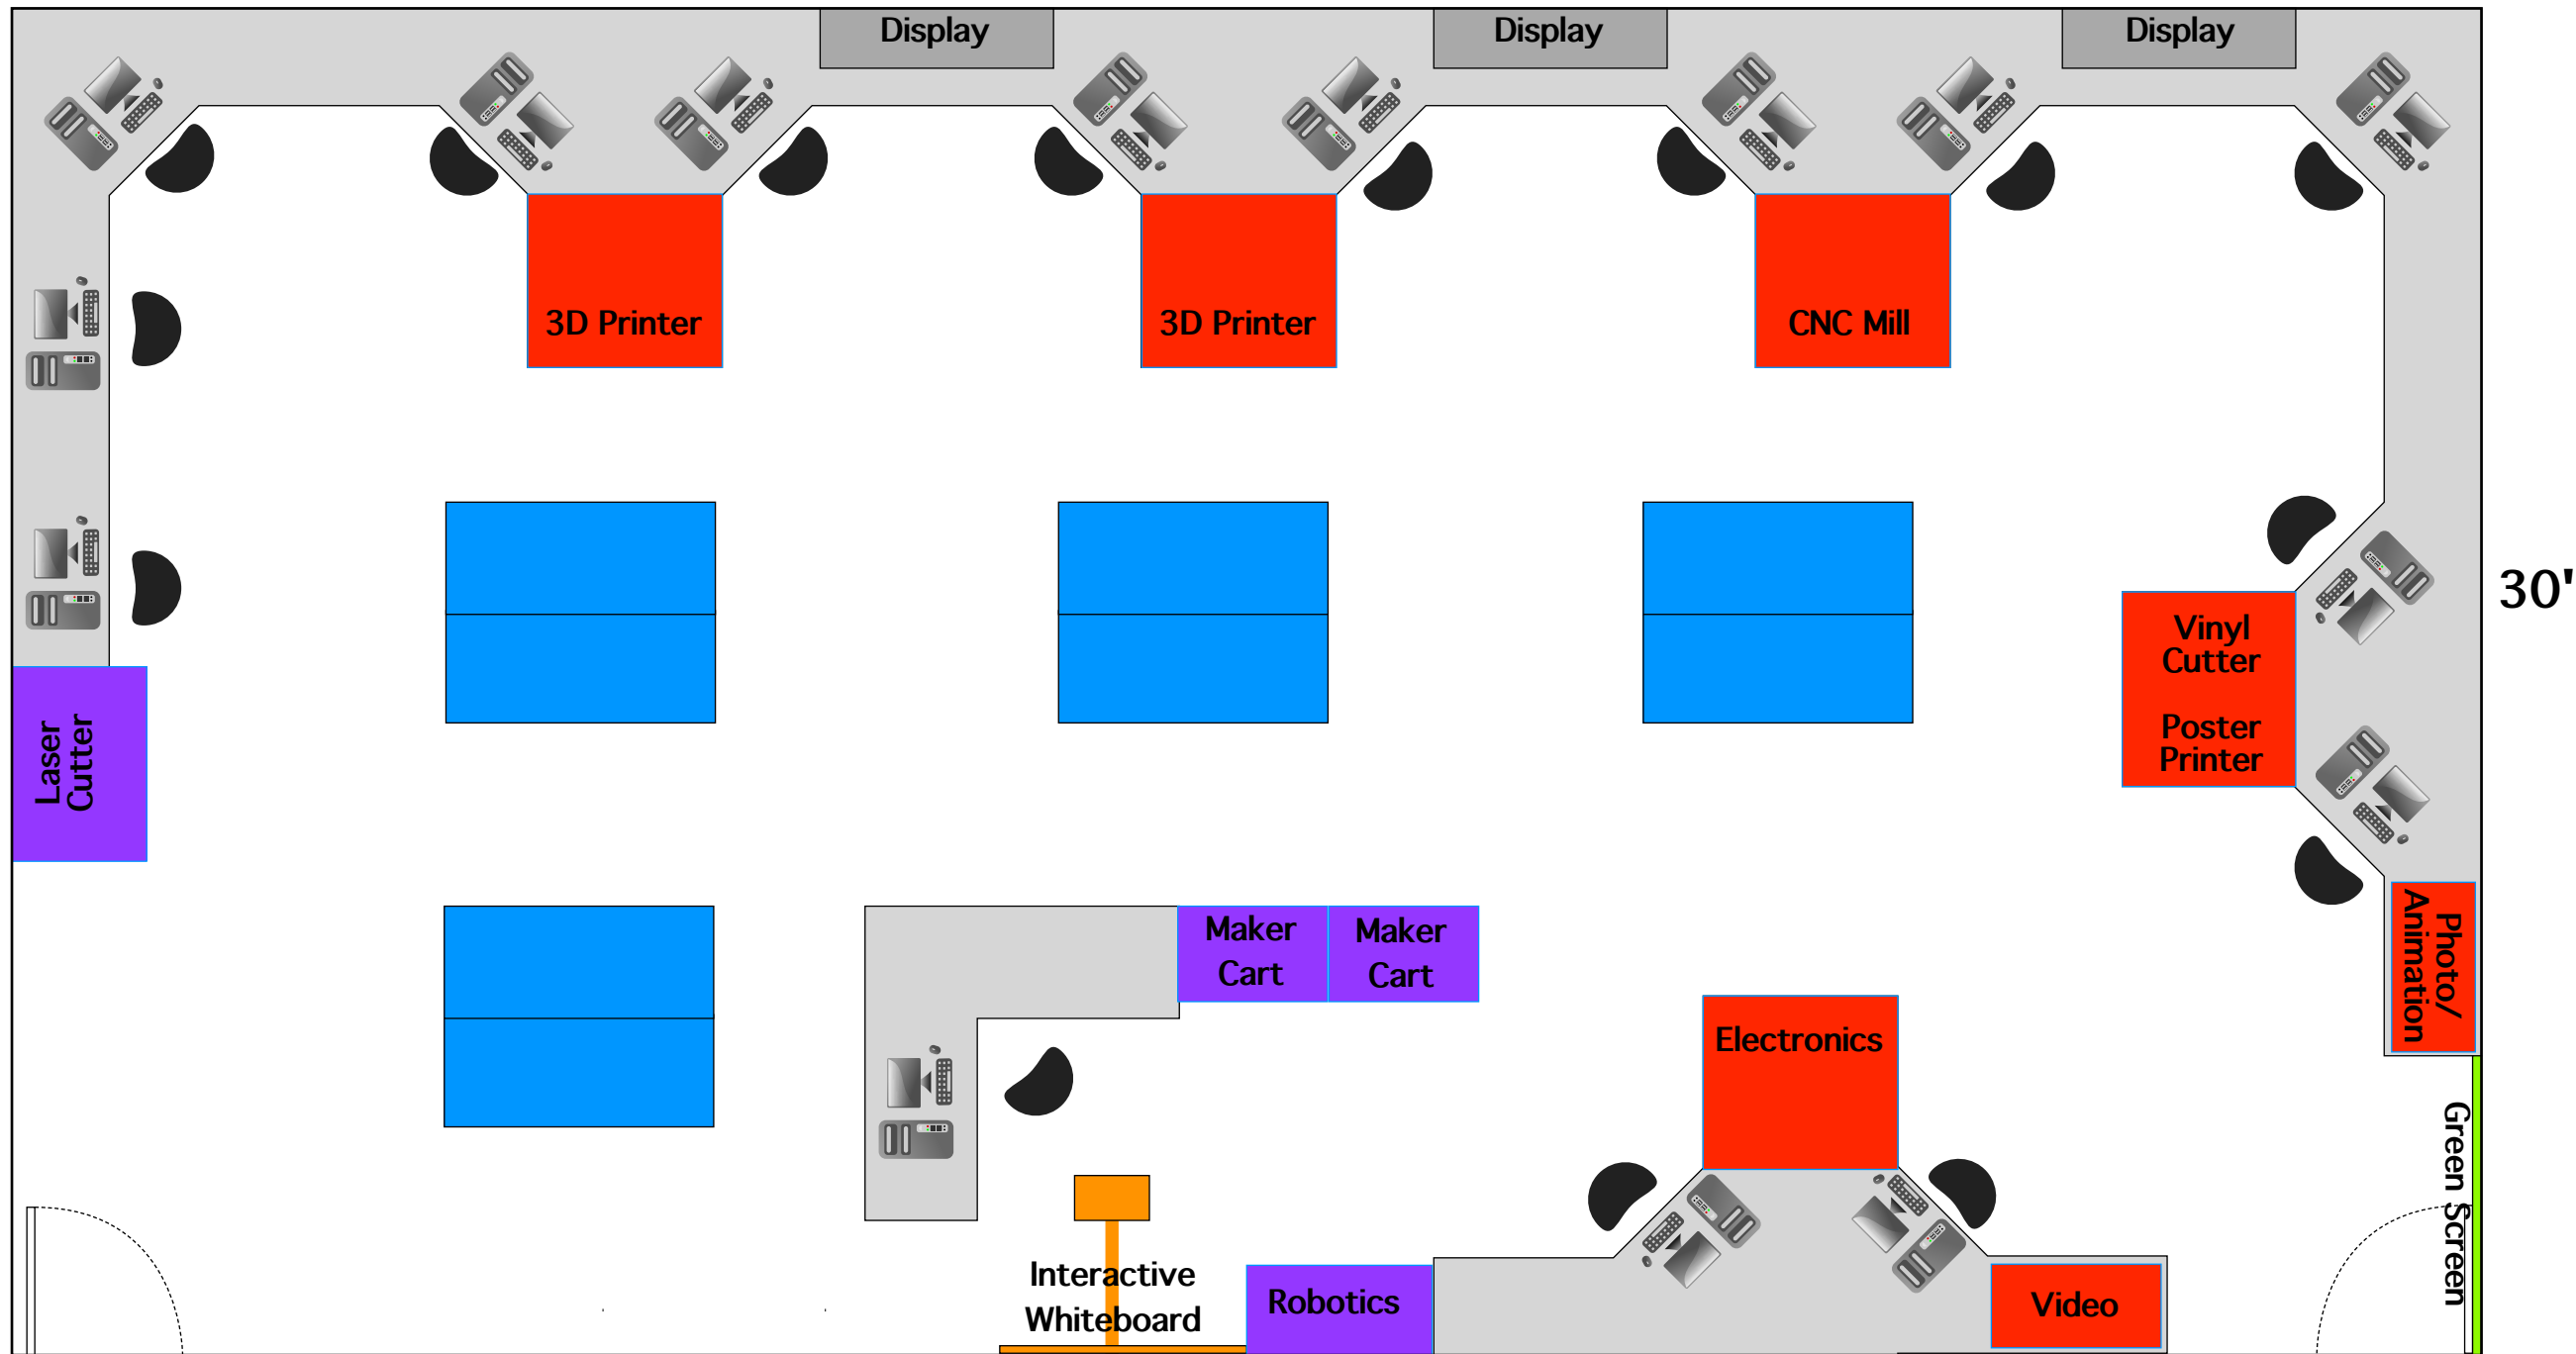 Display
Display
Display
3D Printer
3D Printer
CNC Mill
30'
Vinyl
Cutter
Poster
Printer
Laser
Cutter
Maker
Cart
Maker
Cart
Photo/
Animation
Electronics
Green Screen
Interactive
Whiteboard
Robotics
Video